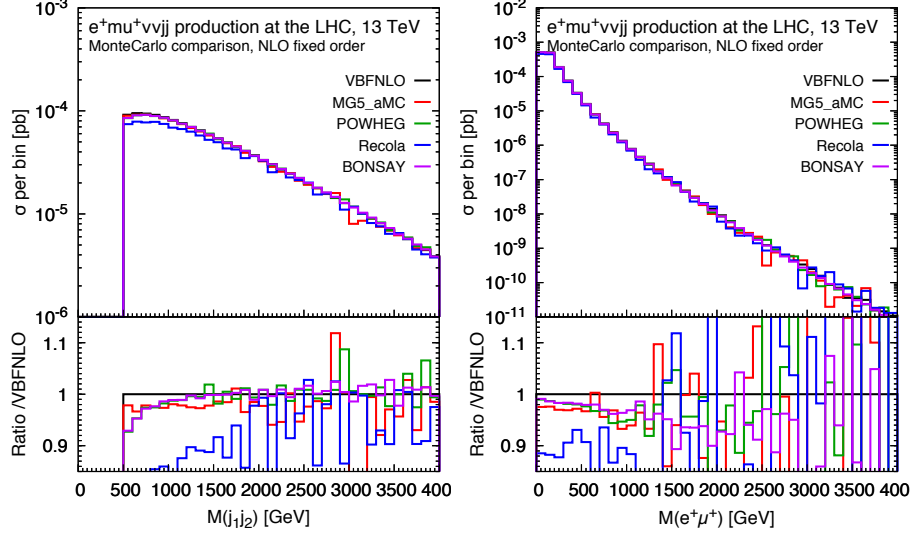 e⁺mu⁺vvjj production at the LHC, 13 TeV
MonteCarlo comparison, NLO fixed order
VBFNLO
MG5_aMC
POWHEG
Recola
BONSAY
σ per bin [pb]
10⁻³
10⁻⁴
10⁻⁵
10⁻⁶
Ratio /VBFNLO
1.1
1
0.9
0 500 1000 1500 2000 2500 3000 3500 400
M(j₁j₂) [GeV]
e⁺mu⁺vvjj production at the LHC, 13 TeV
MonteCarlo comparison, NLO fixed order
VBFNLO
MG5_aMC
POWHEG
Recola
BONSAY
σ per bin [pb]
10⁻²
10⁻³
10⁻⁴
10⁻⁵
10⁻⁶
10⁻⁷
10⁻⁸
10⁻⁹
10⁻¹⁰
10⁻¹¹
Ratio /VBFNLO
1.1
1
0.9
0 500 1000 1500 2000 2500 3000 3500 400
M(e⁺μ⁺) [GeV]